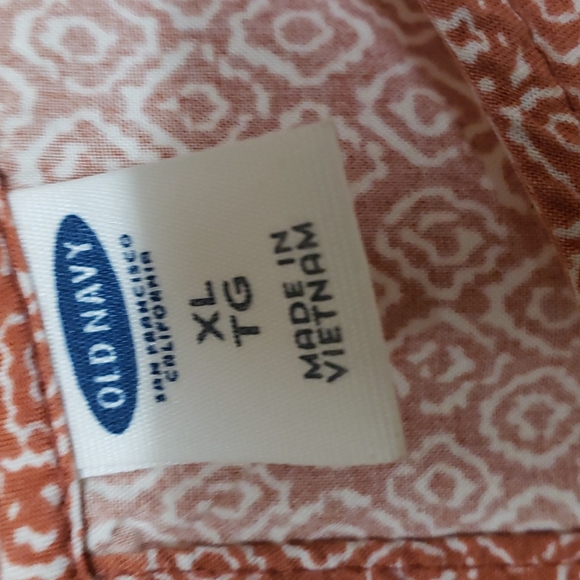 OLD NAVY
SAN FRANCISCO
CALIFORNIA
XL
TG
MADE IN
VIETNAM